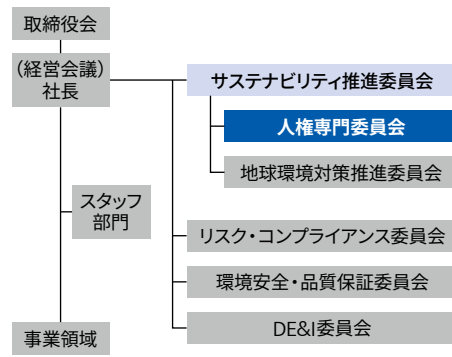 取締役会
（経営会議）
社長
サステナビリティ推進委員会
人権専門委員会
地球環境対策推進委員会
スタッフ
部門
リスク・コンプライアンス委員会
環境安全・品質保証委員会
DE&I委員会
事業領域